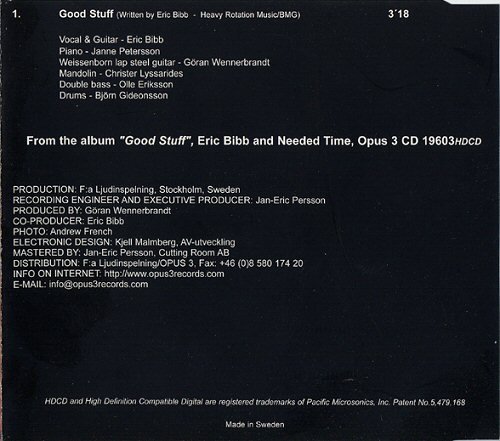 1. Good Stuff (Written by Eric Bibb - Heavy Rotation Music/BMG) 3´18
Vocal & Guitar - Eric Bibb
Piano - Janne Petersson
Weissenborn lap steel guitar - Göran Wennerbrandt
Mandolin - Christer Lyssarides
Double bass - Olle Eriksson
Drums - Björn Gideonsson
From the album "Good Stuff", Eric Bibb and Needed Time, Opus 3 CD 19603HDCD
PRODUCTION: F:a Ljudinspelning, Stockholm, Sweden
RECORDING ENGINEER AND EXECUTIVE PRODUCER: Jan-Eric Persson
PRODUCED BY: Göran Wennerbrandt
CO-PRODUCER: Eric Bibb
PHOTO: Andrew French
ELECTRONIC DESIGN: Kjell Malmberg, AV-utveckling
MASTERED BY: Jan-Eric Persson, Cutting Room AB
DISTRIBUTION: F:a Ljudinspelning/OPUS 3, Fax: +46 (0)8 580 174 20
INFO ON INTERNET: http://www.opus3records.com
E-MAIL: info@opus3records.com
HDCD and High Definition Compatible Digital are registered trademarks of Pacific Microsonics, Inc. Patent No.5,479.168
Made in Sweden